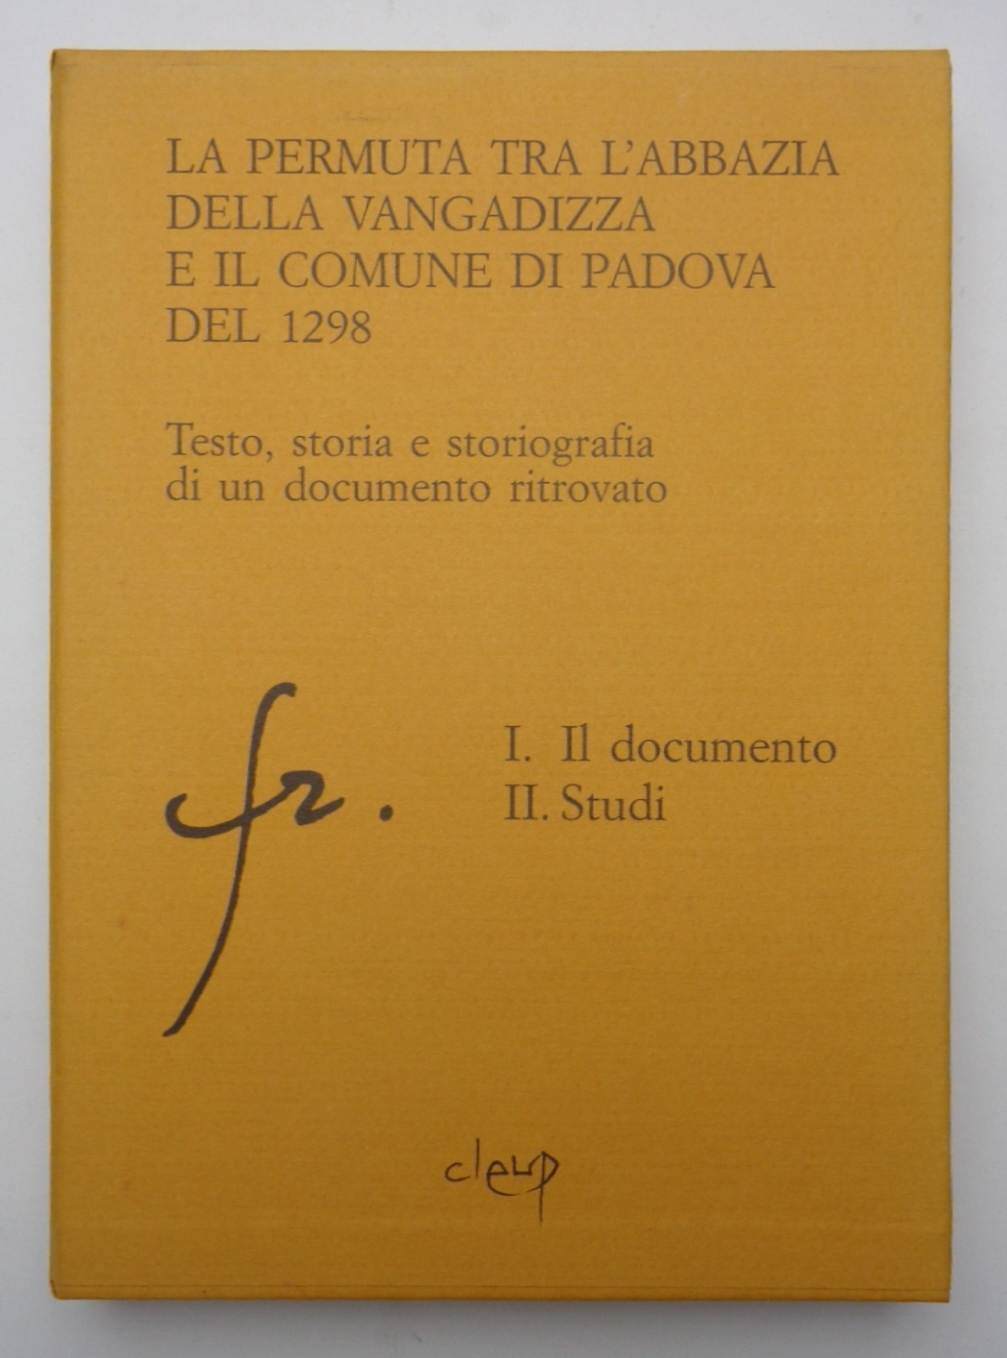 LA PERMUTA TRA L'ABBAZIA
DELLA VANGADIZZA
E IL COMUNE DI PADOVA
DEL 1298
Testo, storia e storiografia
di un documento ritrovato
fr.
I. Il documento
II. Studi
cleup